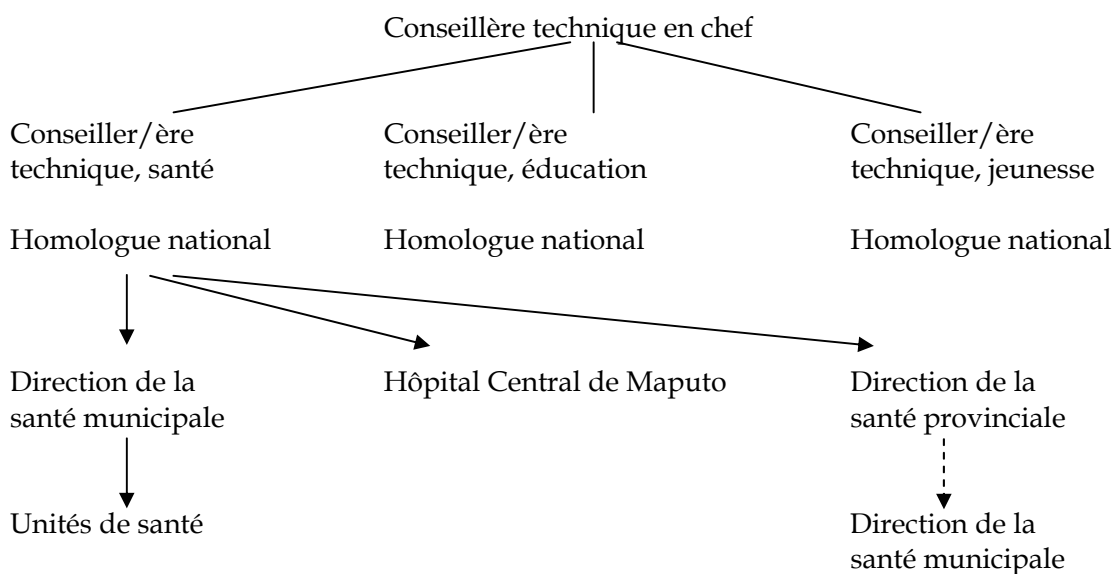 Conseillère technique en chef
Conseiller/ère
technique, santé
Conseiller/ère
technique, éducation
Conseiller/ère
technique, jeunesse
Homologue national
Homologue national
Homologue national
Direction de la
santé municipale
Hôpital Central de Maputo
Direction de la
santé provinciale
Unités de santé
Direction de la
santé municipale